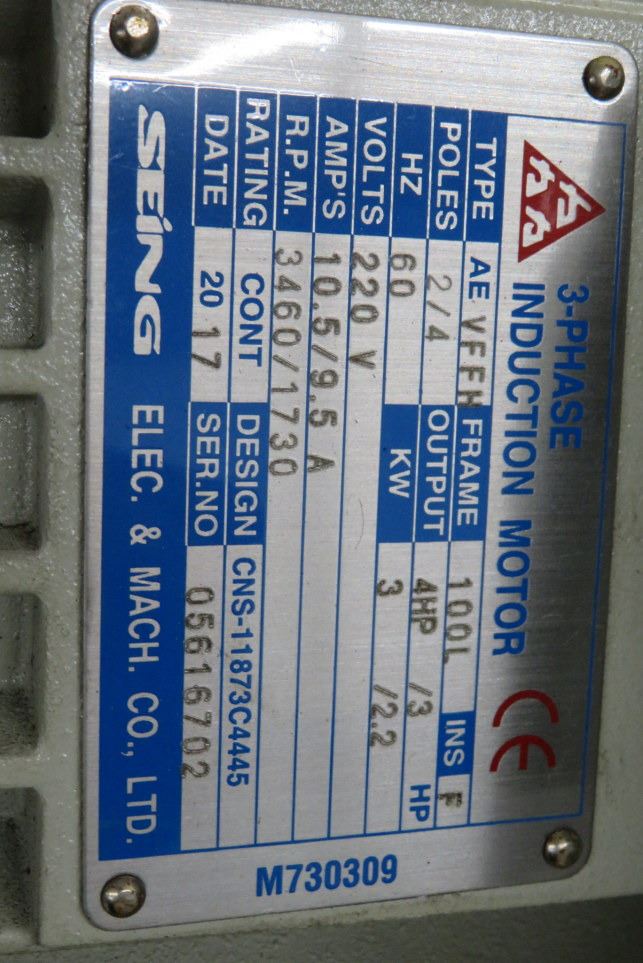 3-PHASE
INDUCTION MOTOR CE
TYPE AE VFFH FRAME 100L INS F
POLES 2/4 OUTPUT 4HP /3 HP
HZ 60 KW 3 /2.2
VOLTS 220 V
AMP'S 10.5/9.5 A
R.P.M. 3460/1730
RATING CONT DESIGN CNS-11873C4445
DATE 20 17 SER.NO 05616702
SEING ELEC. & MACH. CO., LTD.
M730309